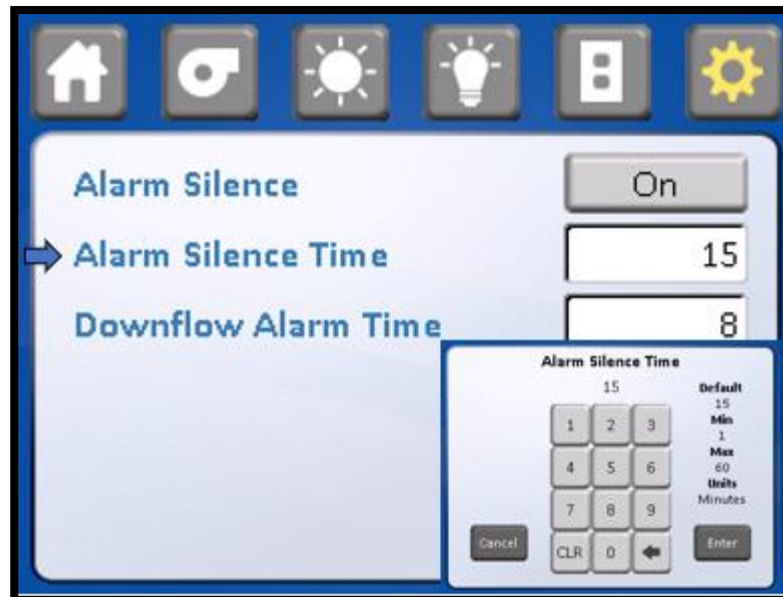 Alarm Silence On
Alarm Silence Time 15
Downflow Alarm Time 8
Alarm Silence Time
15
Default
15
Min
1
Max
60
Units
Minutes
1 2 3
4 5 6
7 8 9
Cancel CLR 0 Enter